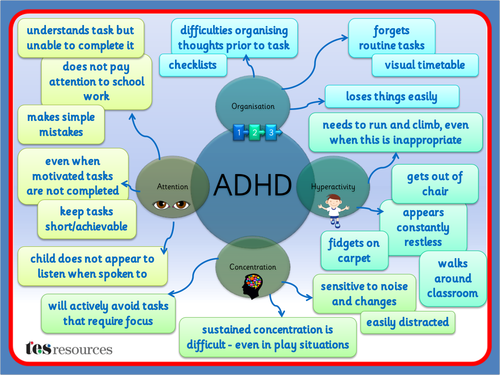 understands task but
unable to complete it
difficulties organising
thoughts prior to task
forgets
routine tasks
checklists
visual timetable
does not pay
attention to school
work
Organisation
1 2 3
loses things easily
makes simple
mistakes
needs to run and climb, even
when this is inappropriate
even when
motivated tasks
are not completed
Attention
ADHD
Hyperactivity
gets out of
chair
keep tasks
short/achievable
appears
constantly
restless
child does not appear to
listen when spoken to
fidgets on
carpet
walks
around
classroom
Concentration
will actively avoid tasks
that require focus
sensitive to noise
and changes
easily distracted
sustained concentration is
difficult - even in play situations
tes resources